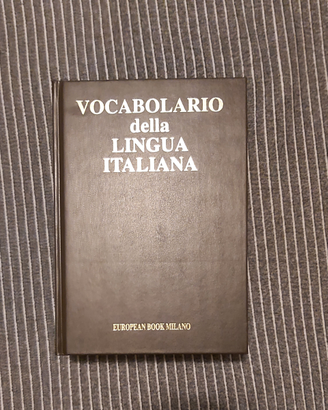 VOCABOLARIO
della
LINGUA
ITALIANA
EUROPEAN BOOK MILANO